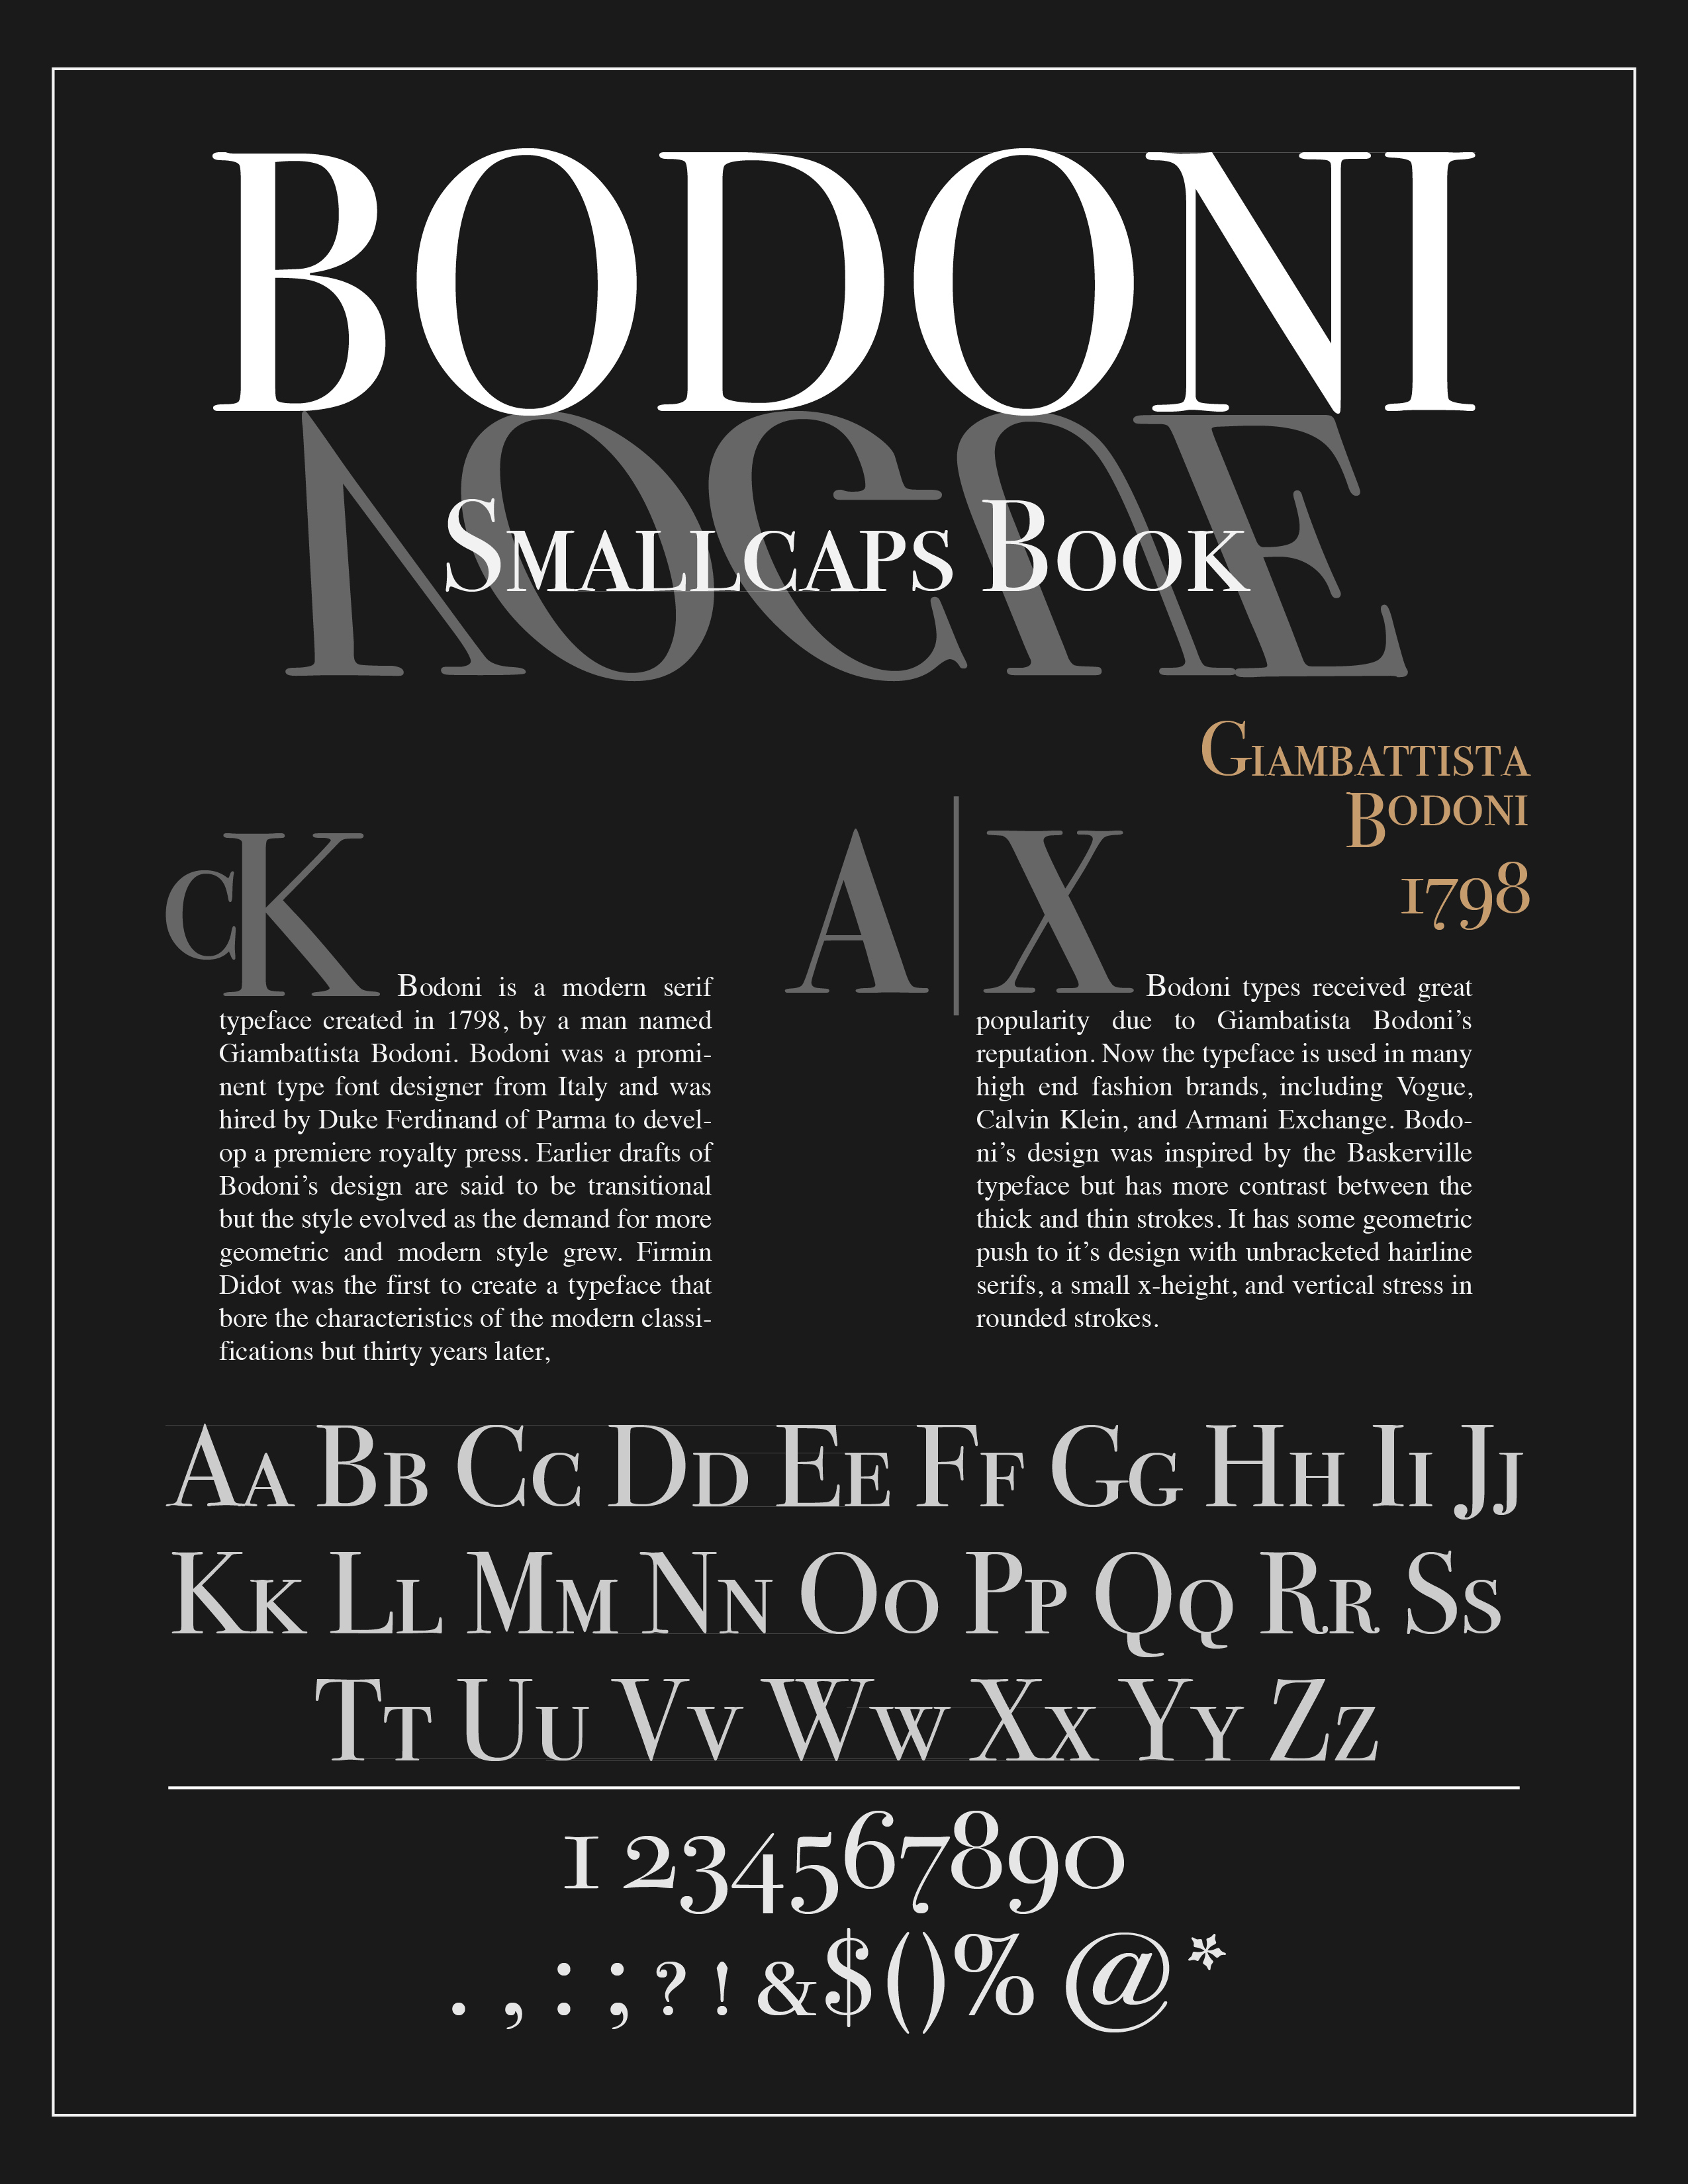 BODONI
VOGUE
Smallcaps Book
Giambattista
Bodoni
1798
cK
Bodoni is a modern serif
typeface created in 1798, by a man named
Giambattista Bodoni. Bodoni was a promi-
nent type font designer from Italy and was
hired by Duke Ferdinand of Parma to devel-
op a premiere royalty press. Earlier drafts of
Bodoni’s design are said to be transitional
but the style evolved as the demand for more
geometric and modern style grew. Firmin
Didot was the first to create a typeface that
bore the characteristics of the modern classi-
fications but thirty years later,
A|X
Bodoni types received great
popularity due to Giambatista Bodoni’s
reputation. Now the typeface is used in many
high end fashion brands, including Vogue,
Calvin Klein, and Armani Exchange. Bodo-
ni’s design was inspired by the Baskerville
typeface but has more contrast between the
thick and thin strokes. It has some geometric
push to it’s design with unbracketed hairline
serifs, a small x-height, and vertical stress in
rounded strokes.
Aa Bb Cc Dd Ee Ff Gg Hh Ii Jj
Kk Ll Mm Nn Oo Pp Qq Rr Ss
Tt Uu Vv Ww Xx Yy Zz
1234567890
. , : ; ? ! &$()% @*